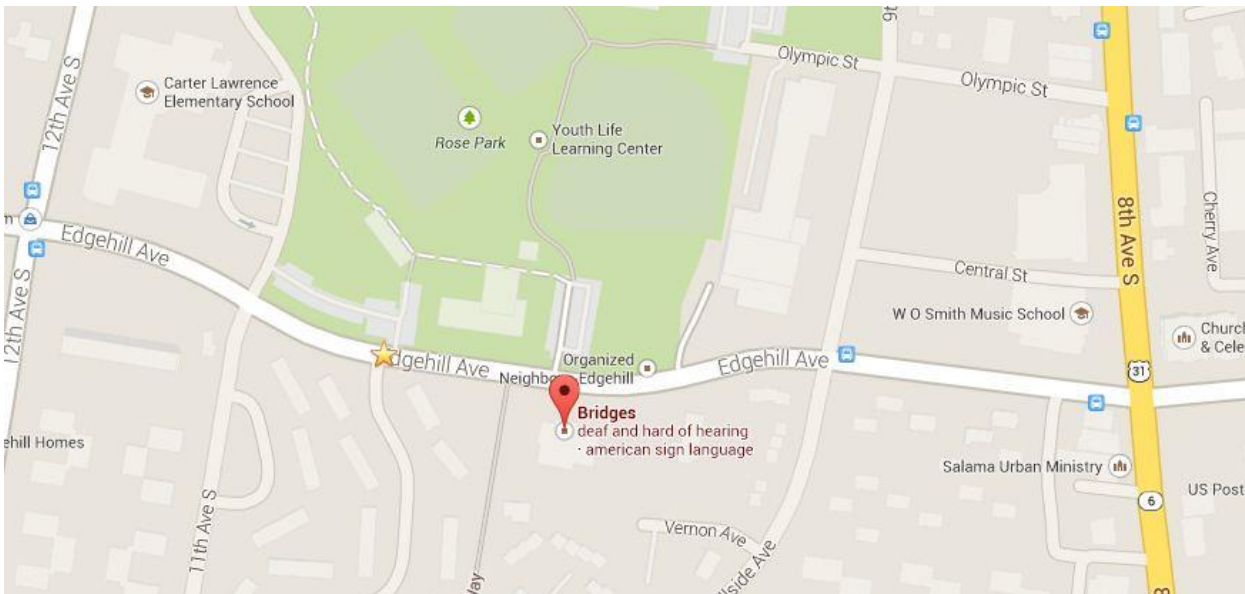 12th Ave S
Carter Lawrence
Elementary School
Rose Park
Youth Life
Learning Center
Olympic St
Olympic St
8th Ave S
Cherry Ave
Edgehill Ave
Central St
W O Smith Music School
Church
& Cele
12th Ave S
31
Edgehill Ave
Organized
Neighbo Edgehill
Edgehill Ave
Bridges
deaf and hard of hearing
· american sign language
ehill Homes
Salama Urban Ministry
US Post
6
11th Ave S
Vernon Ave
llside Ave